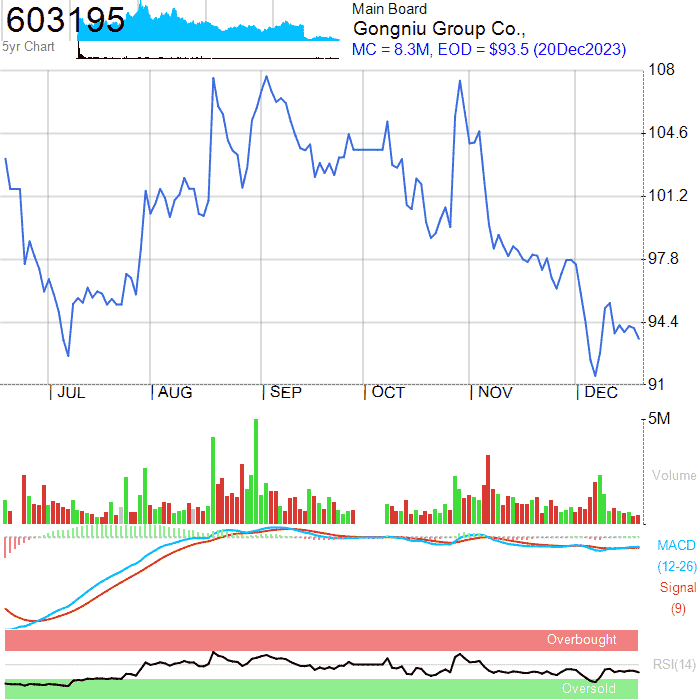 603195
5yr Chart
Main Board
Gongniu Group Co.,
MC = 8.3M, EOD = $93.5 (20Dec2023)
108
104.6
101.2
97.8
94.4
91
JUL
AUG
SEP
OCT
NOV
DEC
5M
Volume
MACD
(12-26)
Signal
(9)
Overbought
RSI(14)
Oversold